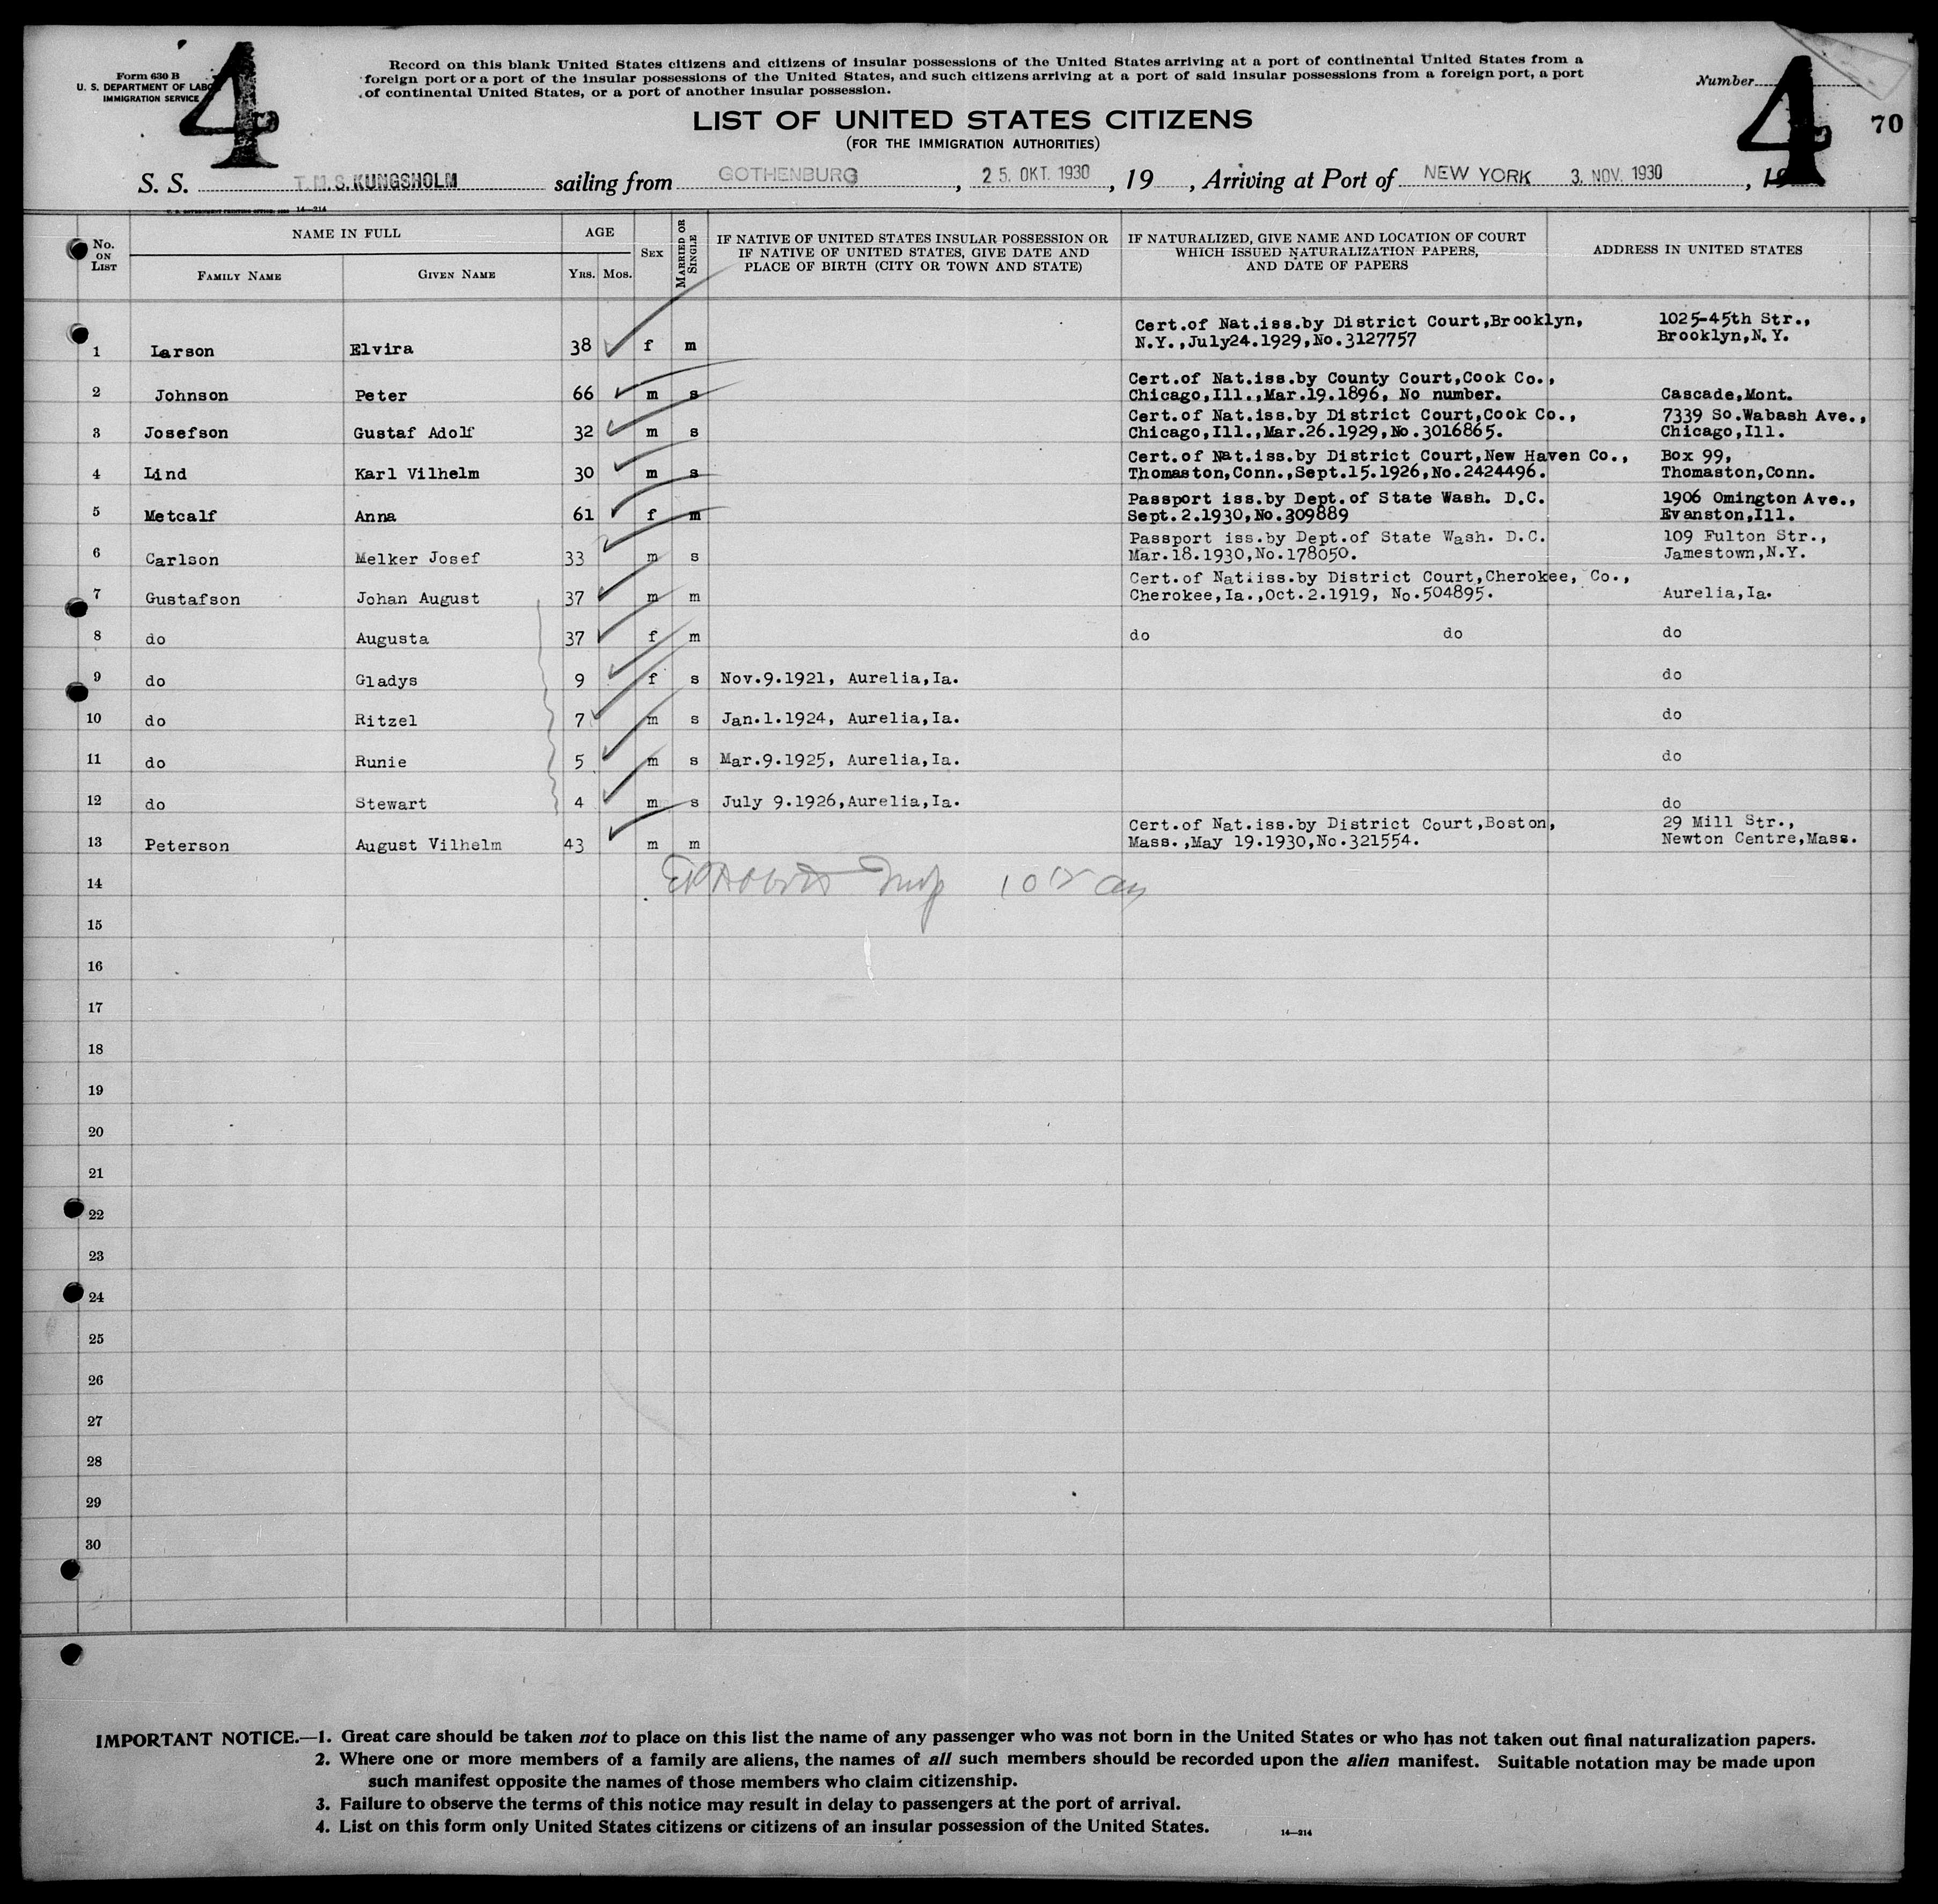 4
Form 630 B
U. S. DEPARTMENT OF LABOR
IMMIGRATION SERVICE
Record on this blank United States citizens and citizens of insular possessions of the United States arriving at a port of continental United States from a
foreign port or a port of the insular possessions of the United States, and such citizens arriving at a port of said insular possessions from a foreign port, a port
of continental United States, or a port of another insular possession.
Number
4
70
LIST OF UNITED STATES CITIZENS
(FOR THE IMMIGRATION AUTHORITIES)
S. S. T.M.S. KUNGSHOLM sailing from GOTHENBURG, 25. OKT. 1930, 19 , Arriving at Port of NEW YORK 3. NOV. 1930, 19
14—214
No. ON LIST
NAME IN FULL
FAMILY NAME
GIVEN NAME
AGE
YRS.
MOS.
SEX
MARRIED OR SINGLE
IF NATIVE OF UNITED STATES INSULAR POSSESSION OR
IF NATIVE OF UNITED STATES, GIVE DATE AND
PLACE OF BIRTH (CITY OR TOWN AND STATE)
IF NATURALIZED, GIVE NAME AND LOCATION OF COURT
WHICH ISSUED NATURALIZATION PAPERS,
AND DATE OF PAPERS
ADDRESS IN UNITED STATES
1 Larson Elvira 38 f m Cert.of Nat.iss.by District Court,Brooklyn, 1025-45th Str.,
N.Y.,July24.1929,No.3127757 Brooklyn,N.Y.
2 Johnson Peter 66 m s Cert.of Nat.iss.by County Court,Cook Co.,
Chicago,Ill.,Mar.19.1896, No number. Cascade,Mont.
3 Josefson Gustaf Adolf 32 m s Cert.of Nat.iss.by District Court,Cook Co., 7339 So.Wabash Ave.,
Chicago,Ill.,Mar.26.1929,No.3016865. Chicago,Ill.
4 Lind Karl Vilhelm 30 m s Cert.of Nat.iss.by District Court,New Haven Co., Box 99,
Thomaston,Conn.,Sept.15.1926,No.2424496. Thomaston,Conn.
5 Metcalf Anna 61 f m Passport iss.by Dept.of State Wash. D.C. 1906 Omington Ave.,
Sept.2.1930,No.309889 Evanston,Ill.
6 Carlson Melker Josef 33 m s Passport iss.by Dept.of State Wash. D.C. 109 Fulton Str.,
Mar.18.1930,No.178050. Jamestown,N.Y.
7 Gustafson Johan August 37 m m Cert.of Nat.iss.by District Court,Cherokee, Co.,
Cherokee,Ia.,Oct.2.1919, No.504895. Aurelia,Ia.
8 do Augusta 37 f m do do do
9 do Gladys 9 f s Nov.9.1921, Aurelia,Ia. do
10 do Ritzel 7 m s Jan.1.1924, Aurelia,Ia. do
11 do Runie 5 m s Mar.9.1925, Aurelia,Ia. do
12 do Stewart 4 m s July 9.1926,Aurelia,Ia. do
13 Peterson August Vilhelm 43 m m Cert.of Nat.iss.by District Court,Boston, 29 Mill Str.,
Mass.,May 19.1930,No.321554. Newton Centre,Mass.
14
15
16
17
18
19
20
21
22
23
24
25
26
27
28
29
30
IMPORTANT NOTICE.—1. Great care should be taken not to place on this list the name of any passenger who was not born in the United States or who has not taken out final naturalization papers.
2. Where one or more members of a family are aliens, the names of all such members should be recorded upon the alien manifest. Suitable notation may be made upon
such manifest opposite the names of those members who claim citizenship.
3. Failure to observe the terms of this notice may result in delay to passengers at the port of arrival.
4. List on this form only United States citizens or citizens of an insular possession of the United States.
14—214